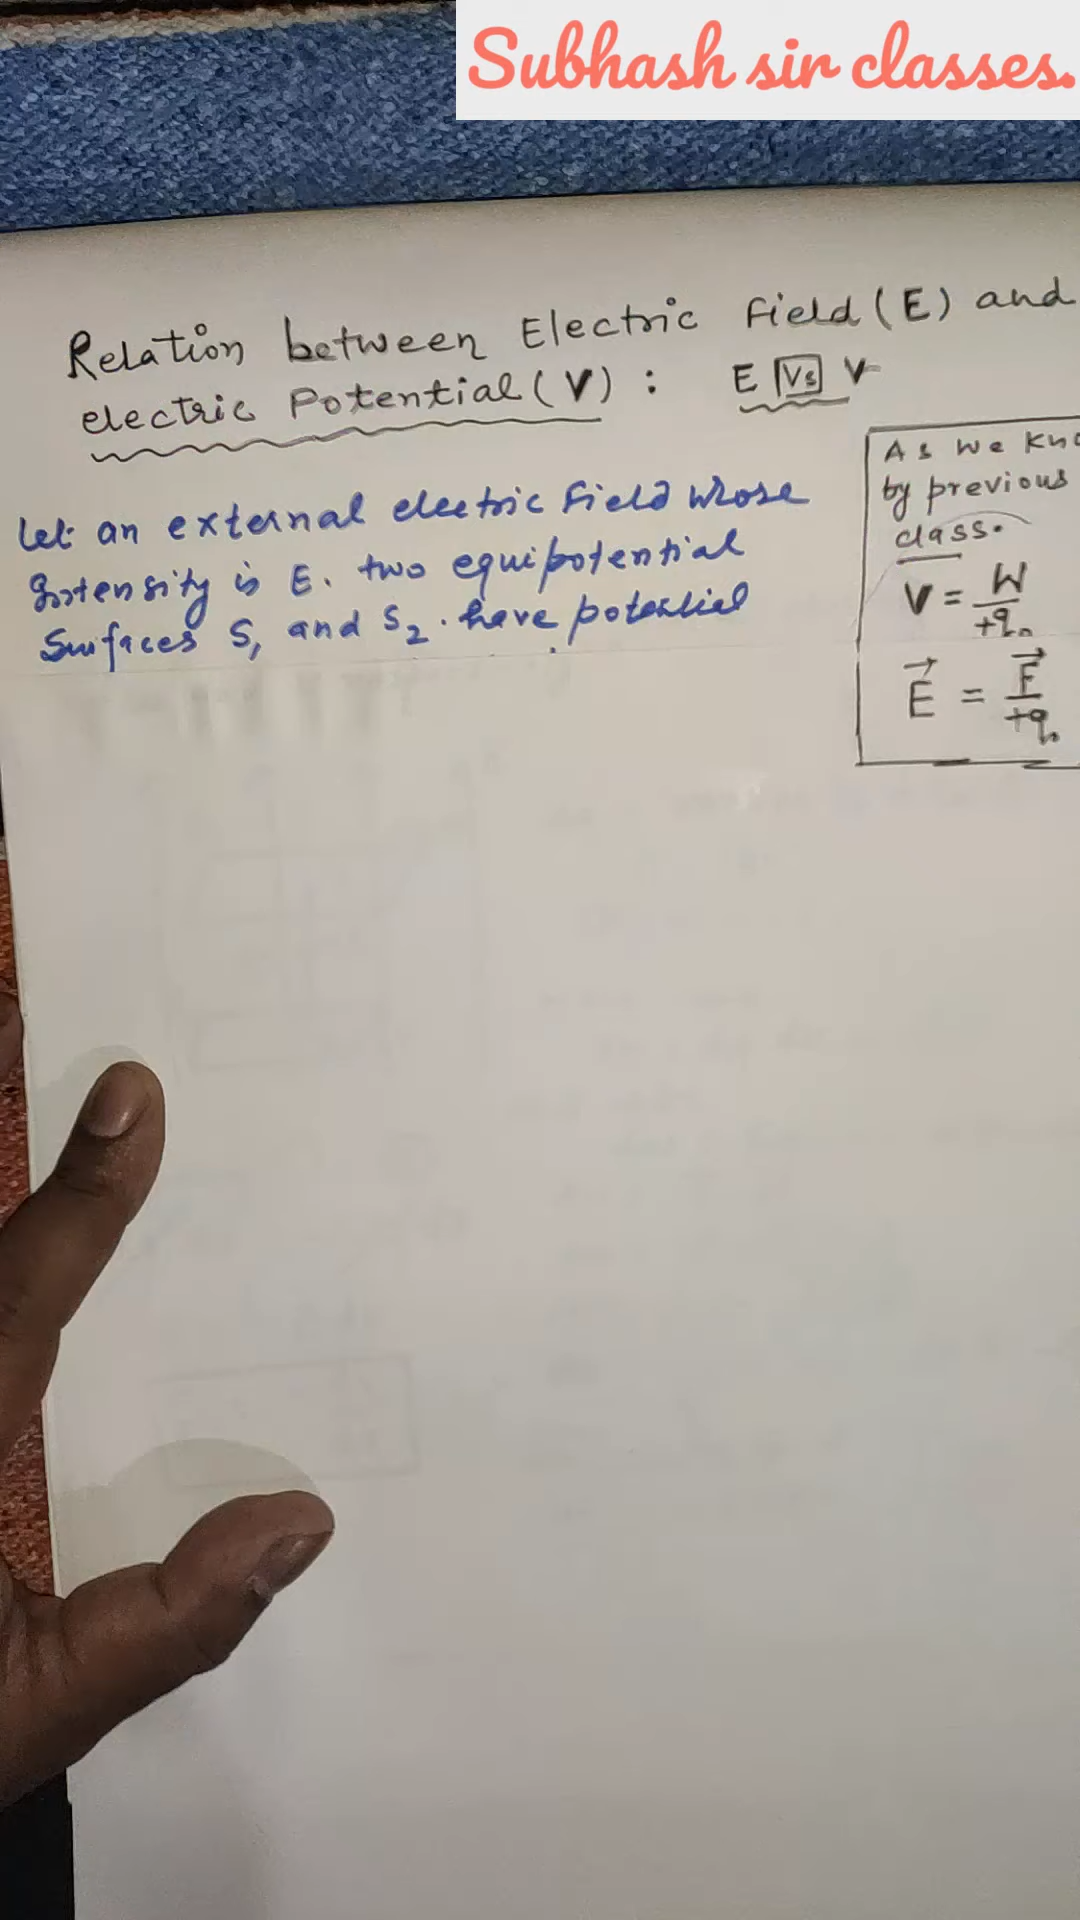 Subhash sir classes.
Relation between Electric Field (E) and
electric Potential (V) : E Vs V
Let an external electric field whose
Intensity is E. two equipotential
Surfaces S₁ and S₂. have potential
As we kno
by previous
class.
V = W/+q₀
E⃗ = F⃗/+q₀